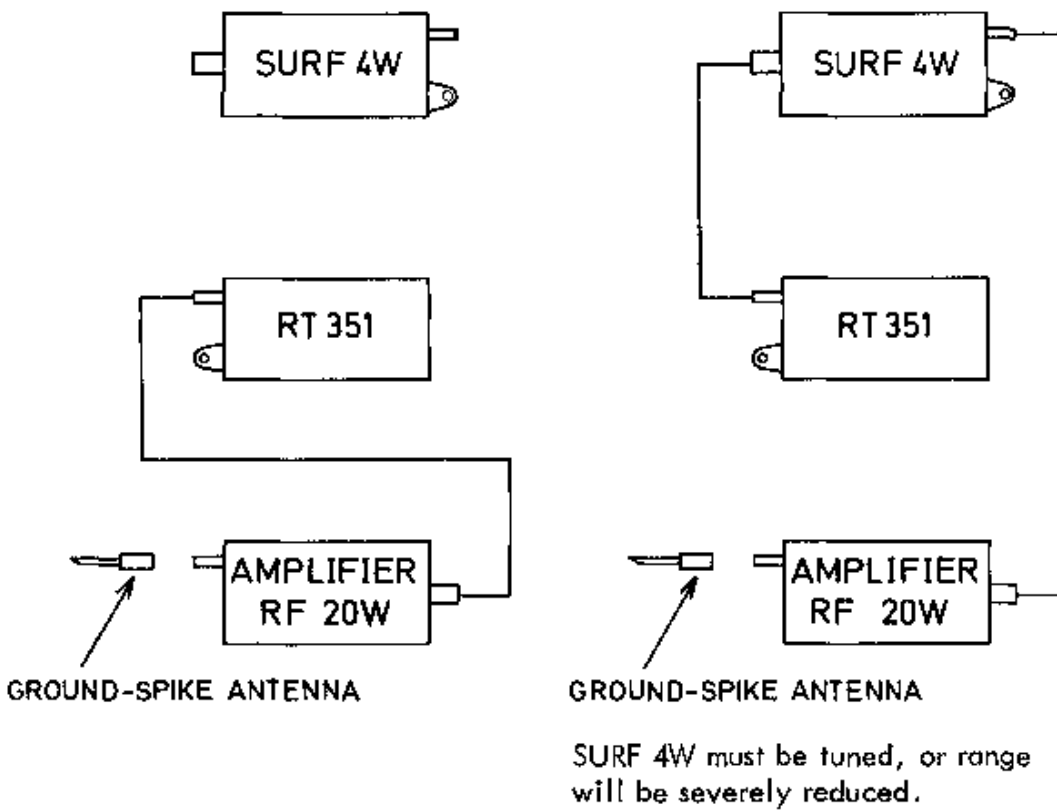 SURF 4W
RT 351
AMPLIFIER
RF 20W
GROUND-SPIKE ANTENNA
SURF 4W
RT 351
AMPLIFIER
RF 20W
GROUND-SPIKE ANTENNA
SURF 4W must be tuned, or range
will be severely reduced.